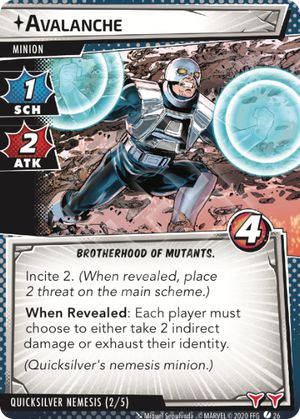 AVALANCHE
MINION
1
SCH
2
ATK
4
BROTHERHOOD OF MUTANTS.
Incite 2. (When revealed, place
2 threat on the main scheme.)
When Revealed: Each player must
choose to either take 2 indirect
damage or exhaust their identity.
(Quicksilver's nemesis minion.)
QUICKSILVER NEMESIS (2/5)
Miguel Sepulveda © MARVEL © 2020 FFG 26